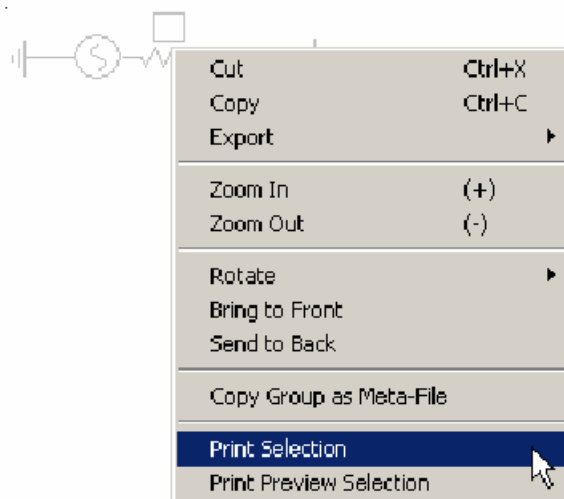 Cut Ctrl+X
Copy Ctrl+C
Export
Zoom In (+)
Zoom Out (-)
Rotate
Bring to Front
Send to Back
Copy Group as Meta-File
Print Selection
Print Preview Selection